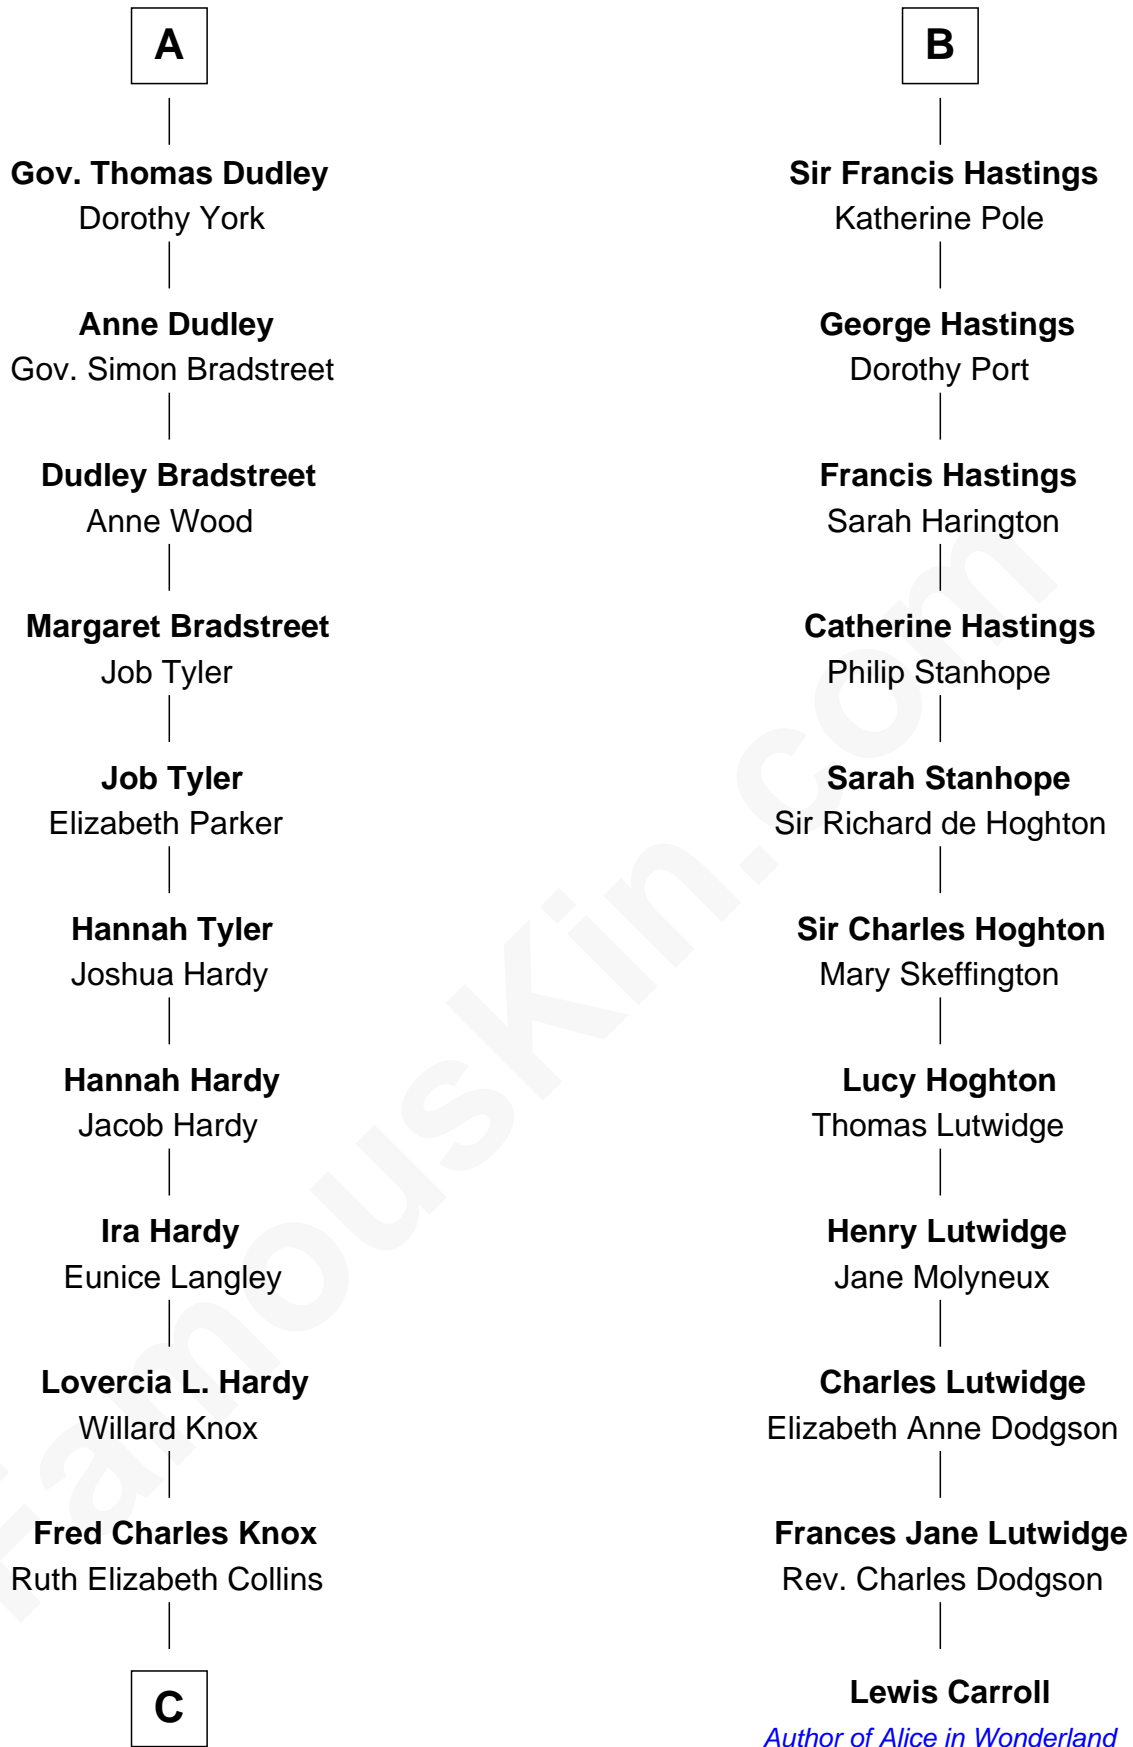 A
Gov. Thomas Dudley
Dorothy York
Anne Dudley
Gov. Simon Bradstreet
Dudley Bradstreet
Anne Wood
Margaret Bradstreet
Job Tyler
Job Tyler
Elizabeth Parker
Hannah Tyler
Joshua Hardy
Hannah Hardy
Jacob Hardy
Ira Hardy
Eunice Langley
Lovercia L. Hardy
Willard Knox
Fred Charles Knox
Ruth Elizabeth Collins
C
B
Sir Francis Hastings
Katherine Pole
George Hastings
Dorothy Port
Francis Hastings
Sarah Harington
Catherine Hastings
Philip Stanhope
Sarah Stanhope
Sir Richard de Hoghton
Sir Charles Hoghton
Mary Skeffington
Lucy Hoghton
Thomas Lutwidge
Henry Lutwidge
Jane Molyneux
Charles Lutwidge
Elizabeth Anne Dodgson
Frances Jane Lutwidge
Rev. Charles Dodgson
Lewis Carroll
Author of Alice in Wonderland
FamousKin.com